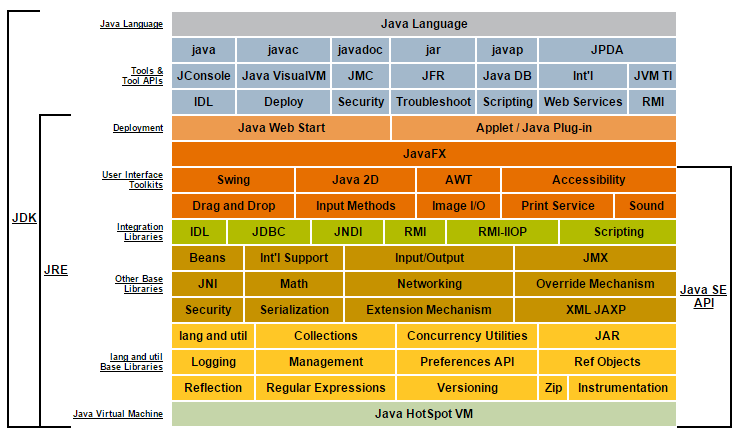 Java Language Java Language
java javac javadoc jar javap JPDA
Tools & Tool APIs JConsole Java VisualVM JMC JFR Java DB Int'l JVM TI
IDL Deploy Security Troubleshoot Scripting Web Services RMI
Deployment Java Web Start Applet / Java Plug-in
JavaFX
User Interface Toolkits Swing Java 2D AWT Accessibility
Drag and Drop Input Methods Image I/O Print Service Sound
JDK
Integration Libraries IDL JDBC JNDI RMI RMI-IIOP Scripting
Beans Int'l Support Input/Output JMX
JRE
Other Base Libraries JNI Math Networking Override Mechanism
Java SE API
Security Serialization Extension Mechanism XML JAXP
lang and util Collections Concurrency Utilities JAR
lang and util Base Libraries Logging Management Preferences API Ref Objects
Reflection Regular Expressions Versioning Zip Instrumentation
Java Virtual Machine Java HotSpot VM